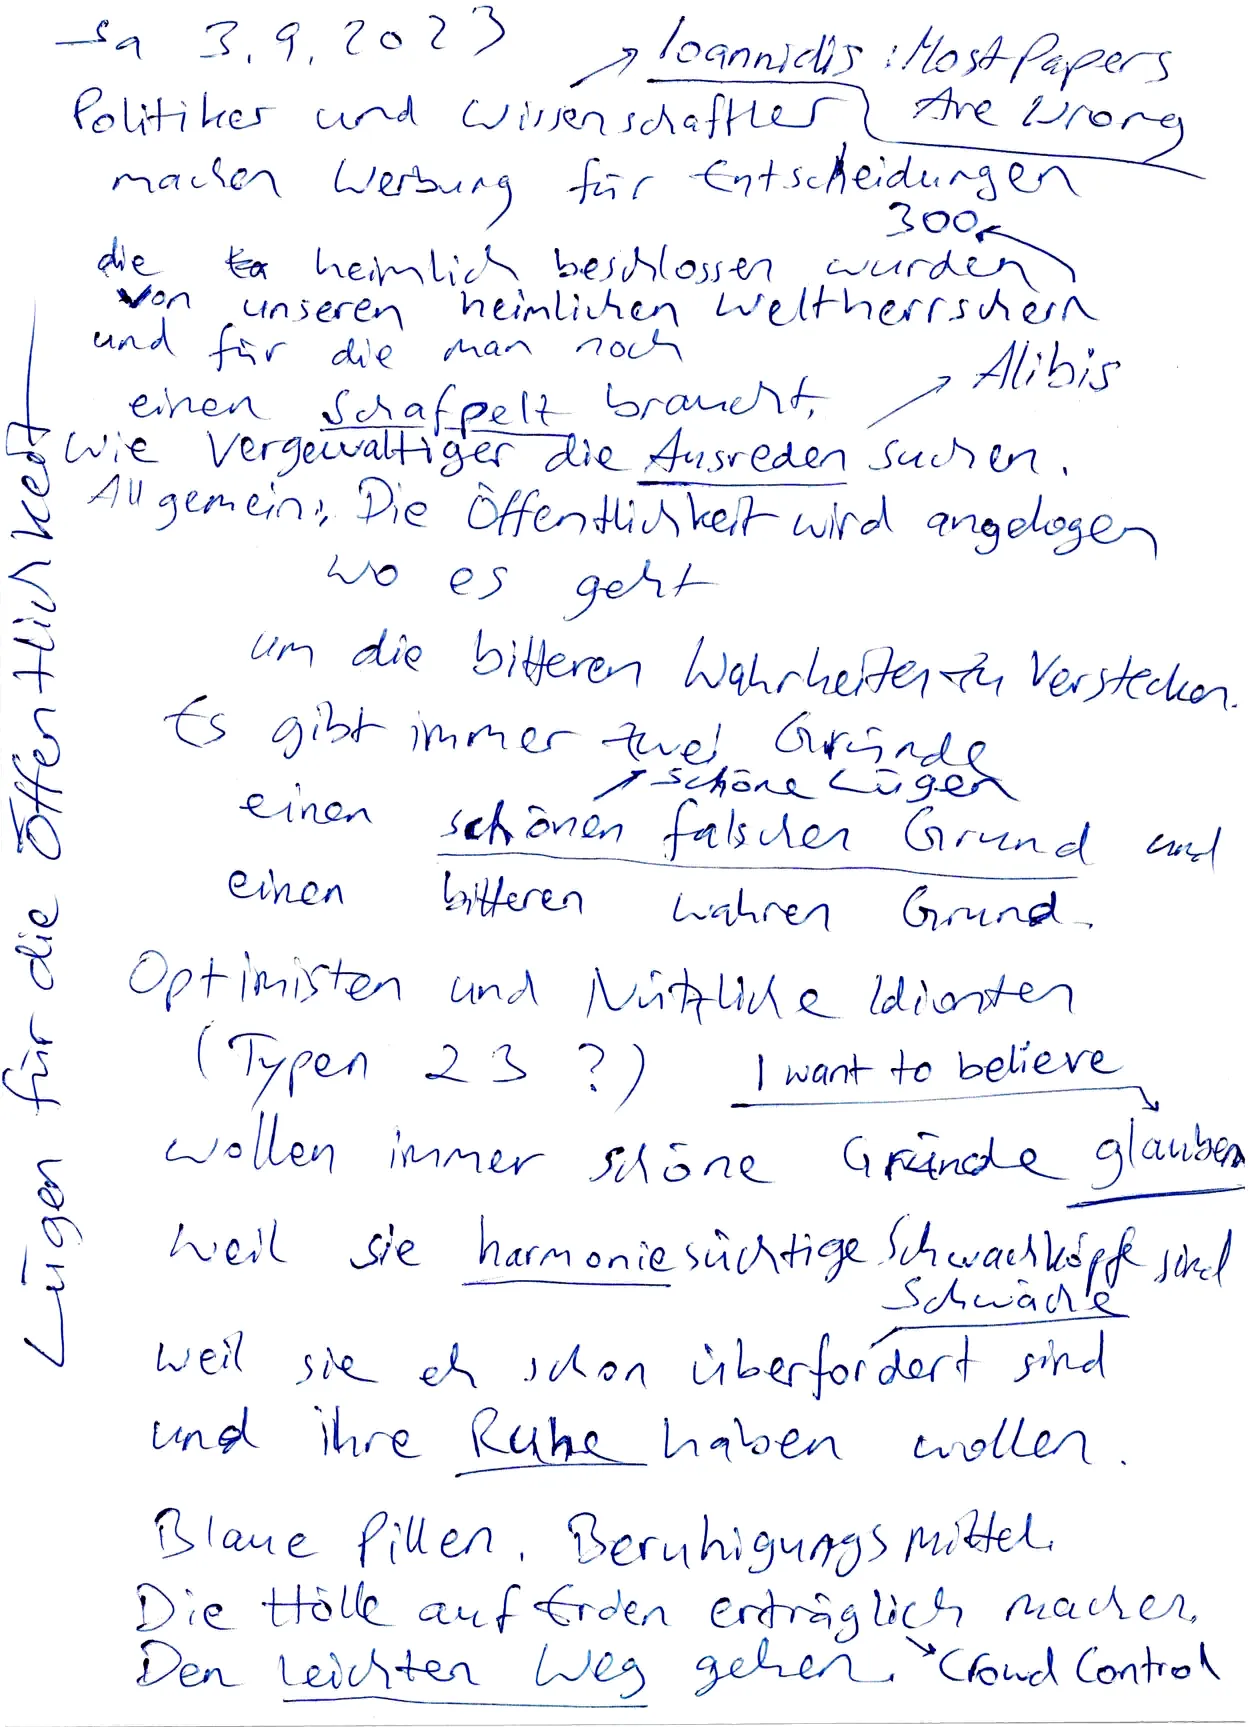 Sa 3.9.2023
Ioannidis: Most Papers
Are Wrong
Politiker und Wissenschaftler
machen Werbung für Entscheidungen
300
die heimlich beschlossen wurden
von unseren heimlichen Weltherrschern
und für die man noch
Alibis
einen Schafpelz braucht,
wie Vergewaltiger die Ausreden suchen.
Allgemein: Die Öffentlichkeit wird angelogen
wo es geht
um die bitteren Wahrheiten zu verstecken.
Es gibt immer zwei Gründe
schöne Lügen
einen schönen falschen Grund und
einen bitteren wahren Grund.
Optimisten und Nützliche Idioten
(Typen 2 3 ?)
I want to believe
wollen immer schöne Gründe glauben
weil sie harmoniesüchtige Schwachköpfe sind
Schwäche
weil sie eh schon überfordert sind
und ihre Ruhe haben wollen.
Blaue Pillen. Beruhigungsmittel.
Die Hölle auf Erden erträglich machen.
Den leichten Weg gehen.
Crowd Control
Lügen für die Öffentlichkeit